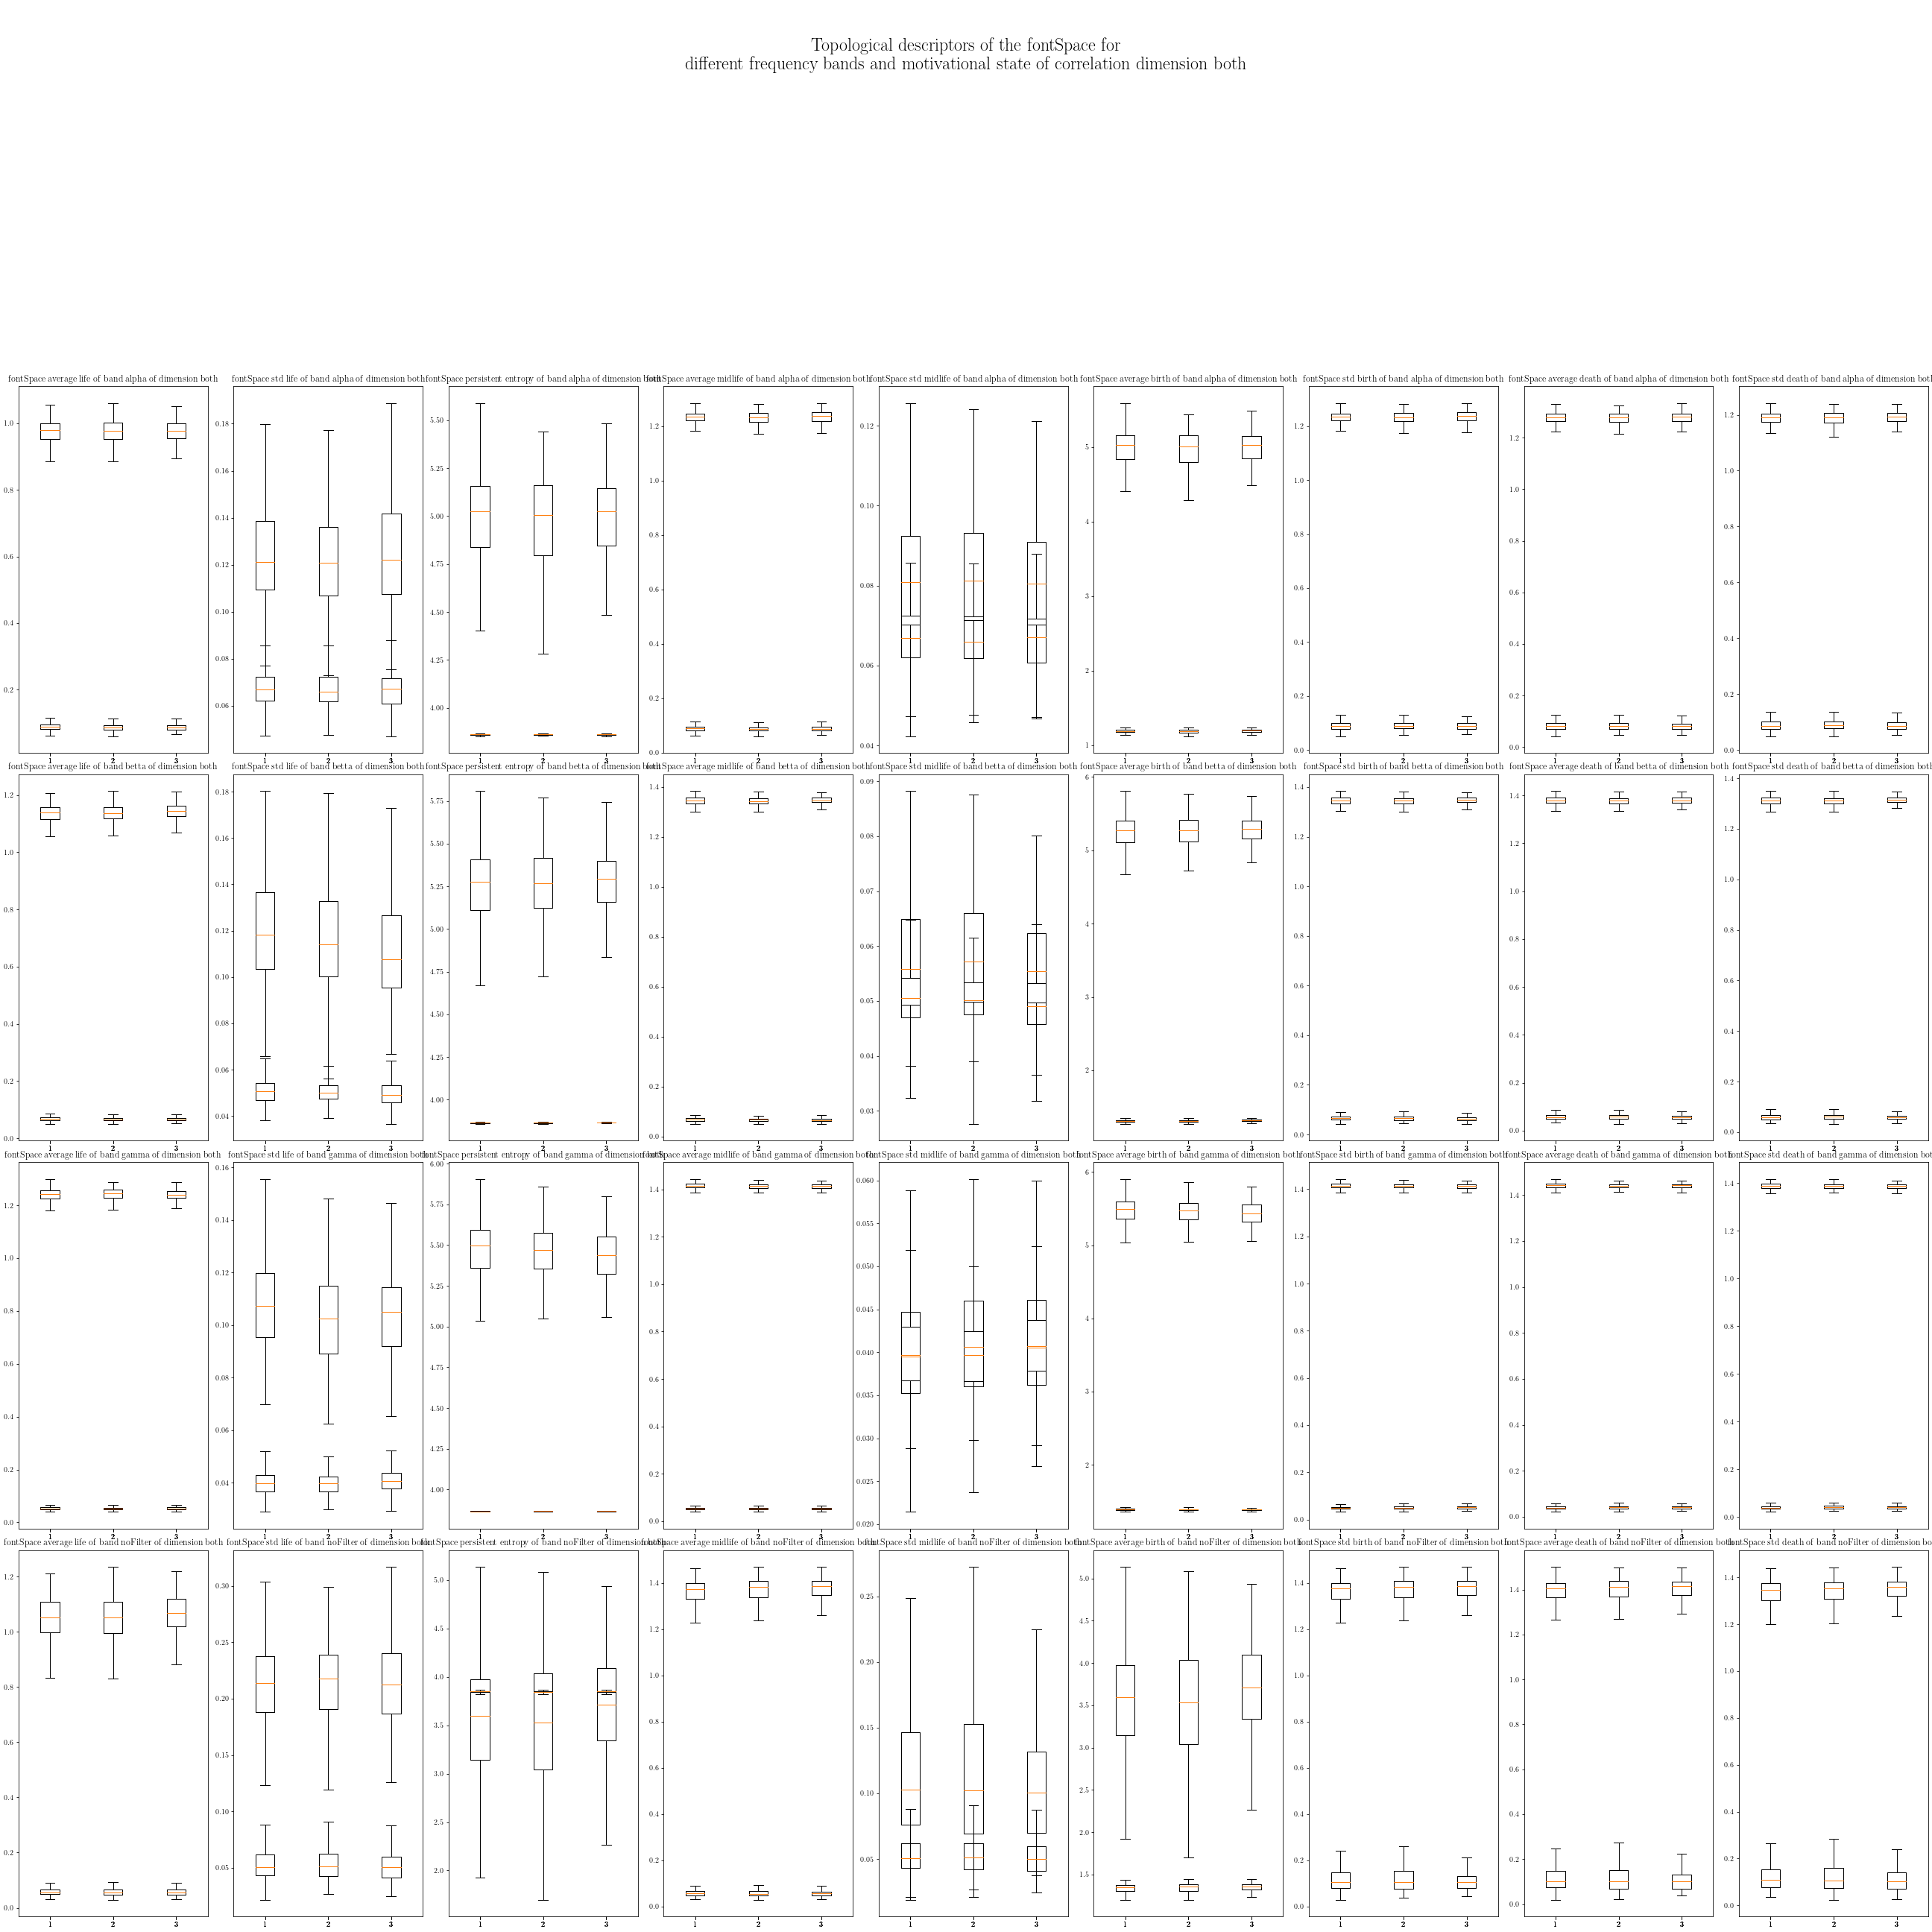 Topological descriptors of the fontSpace for
different frequency bands and motivational state of correlation dimension both
fontSpace average life of band alpha of dimension both
fontSpace std life of band alpha of dimension both
fontSpace persistent entropy of band alpha of dimension both
fontSpace average midlife of band alpha of dimension both
fontSpace std midlife of band alpha of dimension both
fontSpace average birth of band alpha of dimension both
fontSpace std birth of band alpha of dimension both
fontSpace average death of band alpha of dimension both
fontSpace std death of band alpha of dimension both
1.0 0.8 0.6 0.4 0.2
0.18 0.16 0.14 0.12 0.10 0.08 0.06
5.50 5.25 5.00 4.75 4.50 4.25 4.00
1.2 1.0 0.8 0.6 0.4 0.2 0.0
0.12 0.10 0.08 0.06 0.04
5 4 3 2 1
1.2 1.0 0.8 0.6 0.4 0.2 0.0
1.2 1.0 0.8 0.6 0.4 0.2 0.0
1.2 1.0 0.8 0.6 0.4 0.2 0.0
1 2 3 1 2 3 1 2 3 1 2 3 1 2 3 1 2 3 1 2 3 1 2 3 1 2 3
fontSpace average life of band betta of dimension both
fontSpace std life of band betta of dimension both
fontSpace persistent entropy of band betta of dimension both
fontSpace average midlife of band betta of dimension both
fontSpace std midlife of band betta of dimension both
fontSpace average birth of band betta of dimension both
fontSpace std birth of band betta of dimension both
fontSpace average death of band betta of dimension both
fontSpace std death of band betta of dimension both
1.2 1.0 0.8 0.6 0.4 0.2 0.0
0.18 0.16 0.14 0.12 0.10 0.08 0.06 0.04
5.75 5.50 5.25 5.00 4.75 4.50 4.25 4.00
1.4 1.2 1.0 0.8 0.6 0.4 0.2 0.0
0.09 0.08 0.07 0.06 0.05 0.04 0.03
6 5 4 3 2
1.4 1.2 1.0 0.8 0.6 0.4 0.2 0.0
1.4 1.2 1.0 0.8 0.6 0.4 0.2 0.0
1.4 1.2 1.0 0.8 0.6 0.4 0.2 0.0
1 2 3 1 2 3 1 2 3 1 2 3 1 2 3 1 2 3 1 2 3 1 2 3 1 2 3
fontSpace average life of band gamma of dimension both
fontSpace std life of band gamma of dimension both
fontSpace persistent entropy of band gamma of dimension both
fontSpace average midlife of band gamma of dimension both
fontSpace std midlife of band gamma of dimension both
fontSpace average birth of band gamma of dimension both
fontSpace std birth of band gamma of dimension both
fontSpace average death of band gamma of dimension both
fontSpace std death of band gamma of dimension both
1.2 1.0 0.8 0.6 0.4 0.2 0.0
0.16 0.14 0.12 0.10 0.08 0.06 0.04
6.00 5.75 5.50 5.25 5.00 4.75 4.50 4.25 4.00
1.4 1.2 1.0 0.8 0.6 0.4 0.2 0.0
0.060 0.055 0.050 0.045 0.040 0.035 0.030 0.025 0.020
6 5 4 3 2
1.4 1.2 1.0 0.8 0.6 0.4 0.2 0.0
1.4 1.2 1.0 0.8 0.6 0.4 0.2 0.0
1.4 1.2 1.0 0.8 0.6 0.4 0.2 0.0
1 2 3 1 2 3 1 2 3 1 2 3 1 2 3 1 2 3 1 2 3 1 2 3 1 2 3
fontSpace average life of band noFilter of dimension both
fontSpace std life of band noFilter of dimension both
fontSpace persistent entropy of band noFilter of dimension both
fontSpace average midlife of band noFilter of dimension both
fontSpace std midlife of band noFilter of dimension both
fontSpace average birth of band noFilter of dimension both
fontSpace std birth of band noFilter of dimension both
fontSpace average death of band noFilter of dimension both
fontSpace std death of band noFilter of dimension both
1.2 1.0 0.8 0.6 0.4 0.2 0.0
0.30 0.25 0.20 0.15 0.10 0.05
5.0 4.5 4.0 3.5 3.0 2.5 2.0
1.4 1.2 1.0 0.8 0.6 0.4 0.2 0.0
0.25 0.20 0.15 0.10 0.05
5.0 4.5 4.0 3.5 3.0 2.5 2.0 1.5
1.4 1.2 1.0 0.8 0.6 0.4 0.2 0.0
1.4 1.2 1.0 0.8 0.6 0.4 0.2 0.0
1.4 1.2 1.0 0.8 0.6 0.4 0.2 0.0
1 2 3 1 2 3 1 2 3 1 2 3 1 2 3 1 2 3 1 2 3 1 2 3 1 2 3